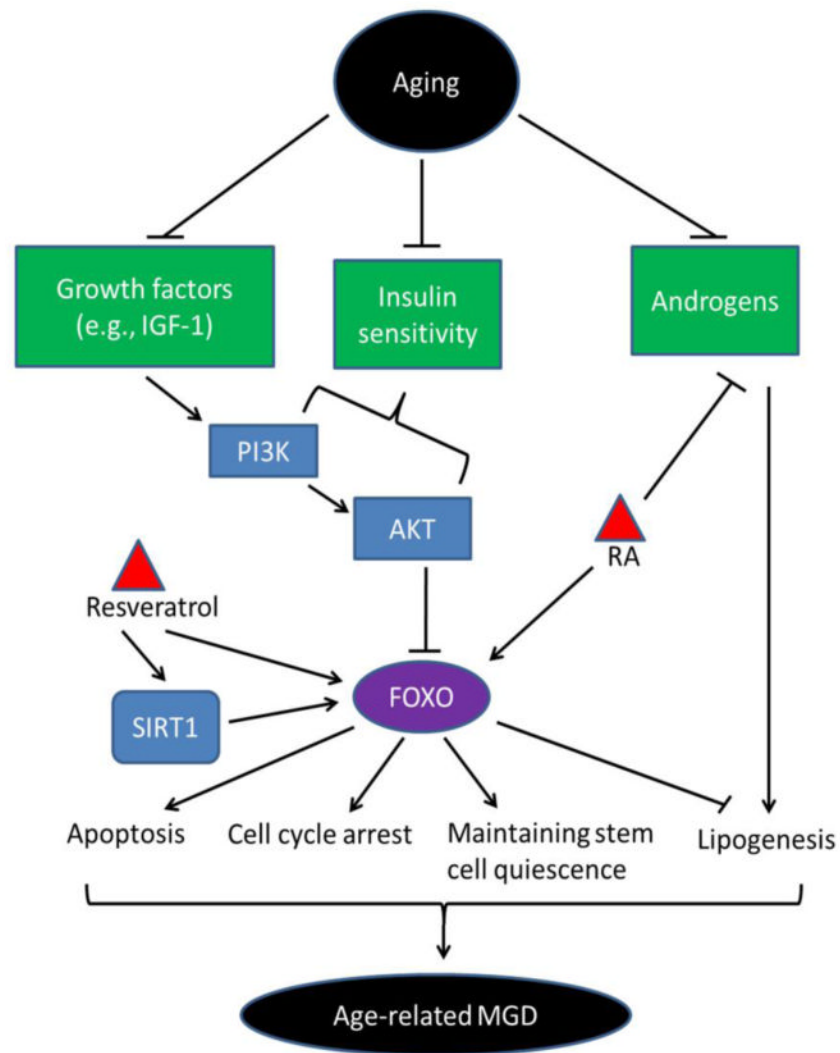 Aging
Growth factors
(e.g., IGF-1)
Insulin
sensitivity
Androgens
PI3K
AKT
RA
Resveratrol
SIRT1
FOXO
Apoptosis
Cell cycle arrest
Maintaining stem
cell quiescence
Lipogenesis
Age-related MGD